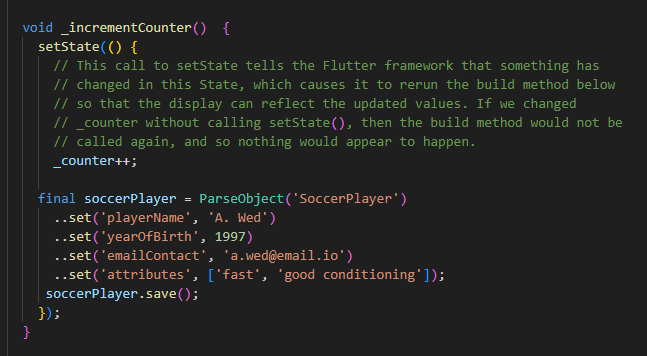 void _incrementCounter()  {
  setState(() {
    // This call to setState tells the Flutter framework that something has
    // changed in this State, which causes it to rerun the build method below
    // so that the display can reflect the updated values. If we changed
    // _counter without calling setState(), then the build method would not be
    // called again, and so nothing would appear to happen.
    _counter++;

  final soccerPlayer = ParseObject('SoccerPlayer')
    ..set('playerName', 'A. Wed')
    ..set('yearOfBirth', 1997)
    ..set('emailContact', 'a.wed@email.io')
    ..set('attributes', ['fast', 'good conditioning']);
   soccerPlayer.save();
  });
}